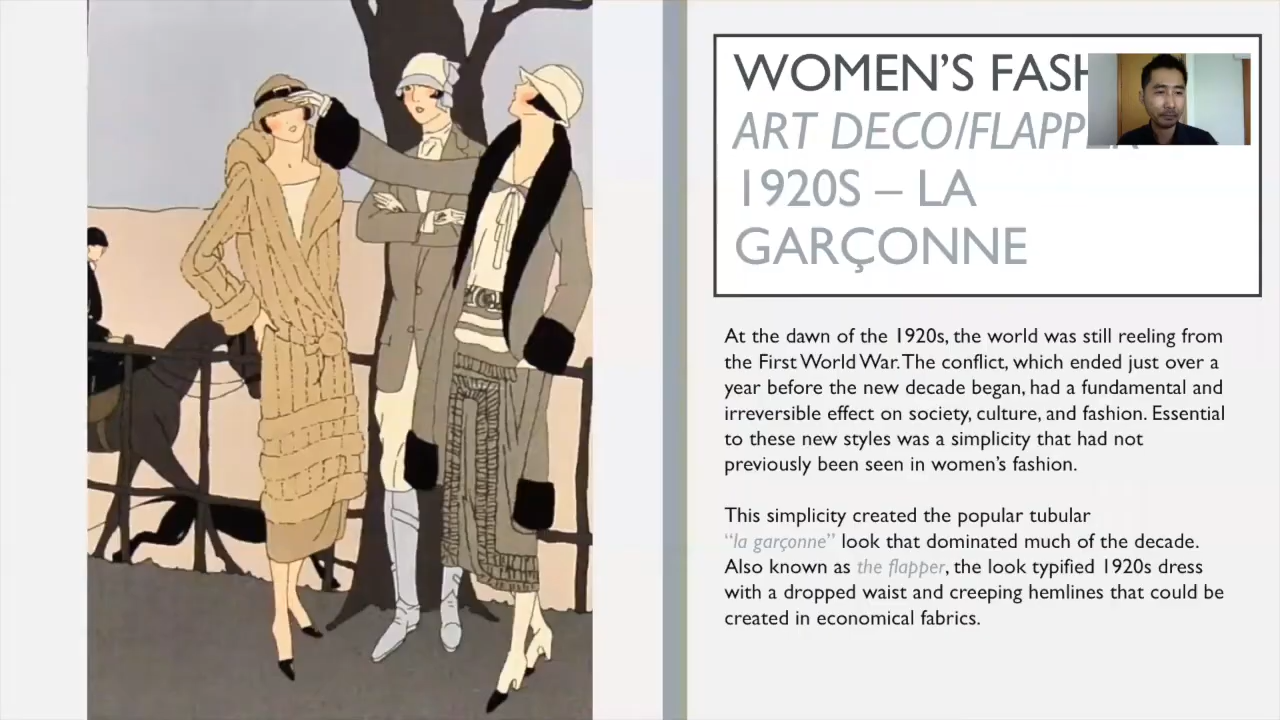 WOMEN'S FASH
ART DECO/FLAPPER
1920S – LA
GARÇONNE
At the dawn of the 1920s, the world was still reeling from
the First World War. The conflict, which ended just over a
year before the new decade began, had a fundamental and
irreversible effect on society, culture, and fashion. Essential
to these new styles was a simplicity that had not
previously been seen in women's fashion.
This simplicity created the popular tubular
"la garçonne" look that dominated much of the decade.
Also known as the flapper, the look typified 1920s dress
with a dropped waist and creeping hemlines that could be
created in economical fabrics.